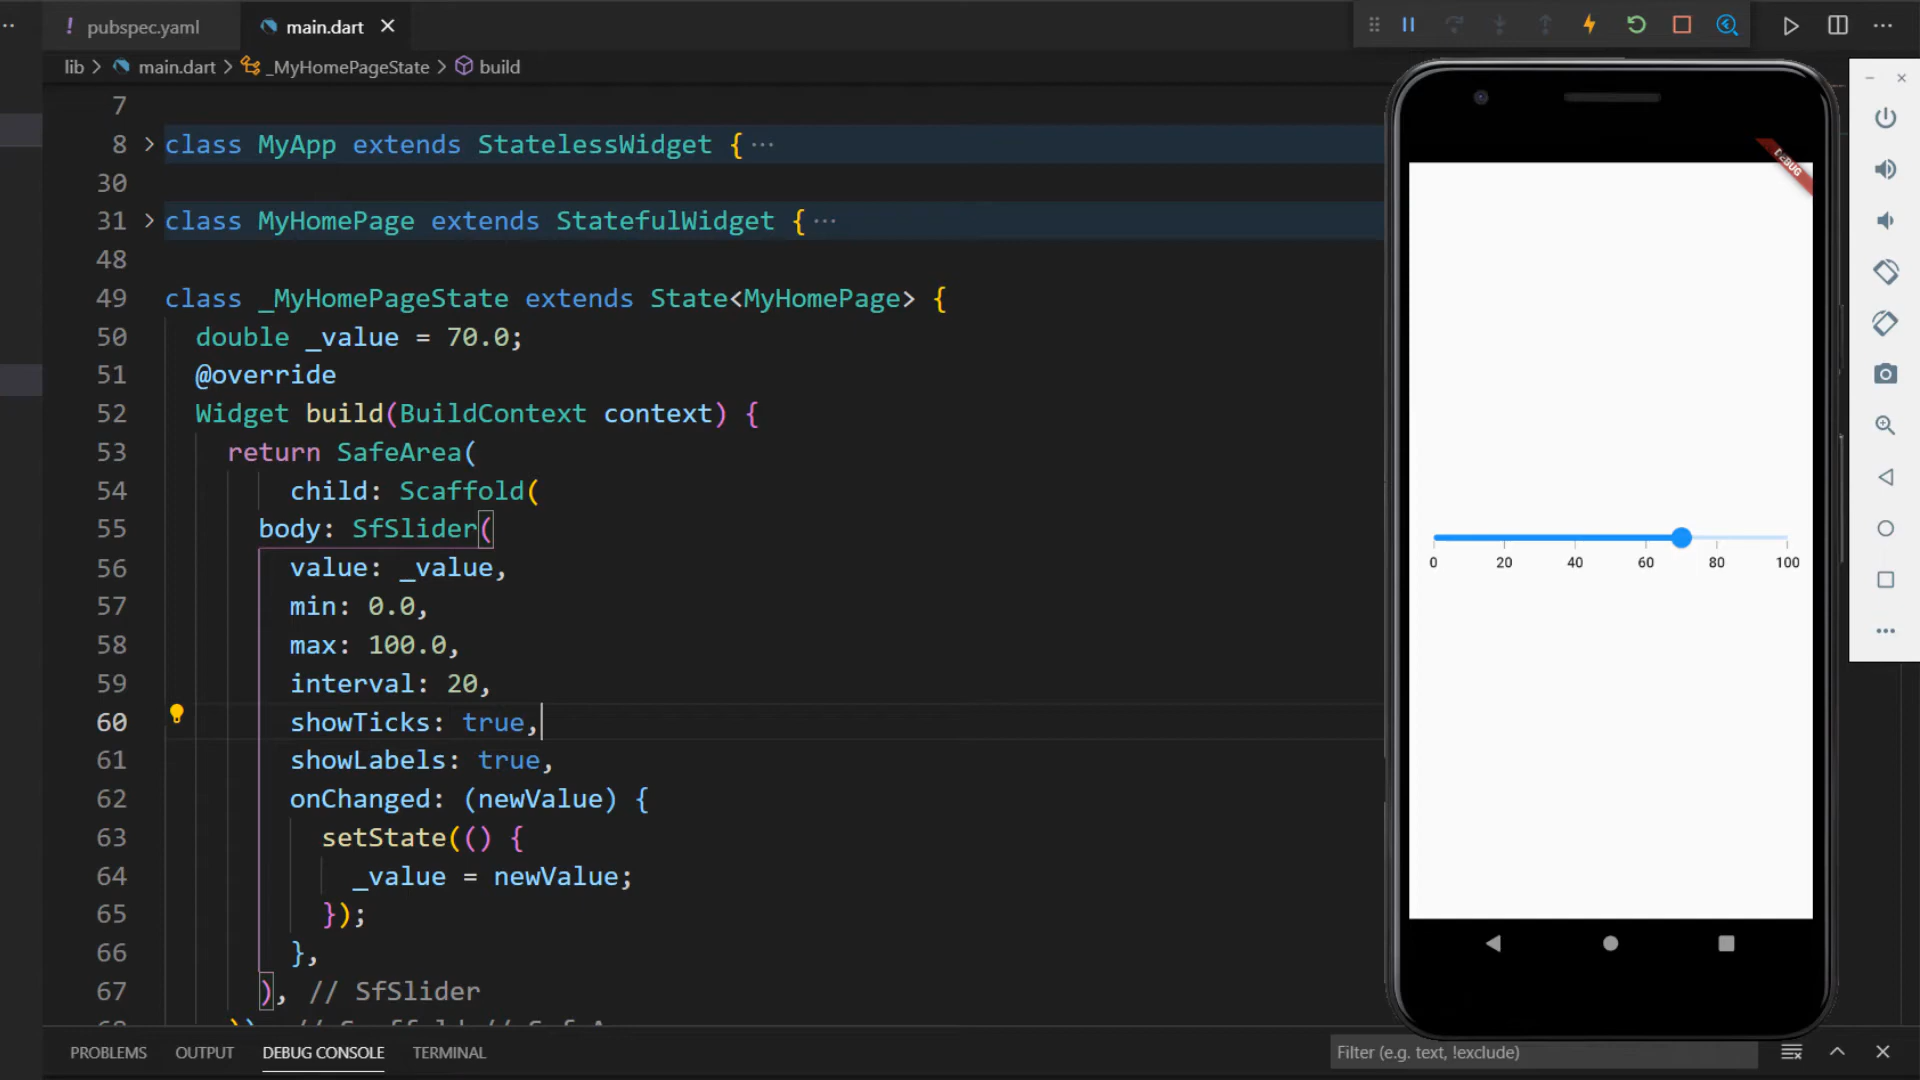 ! pubspec.yaml
main.dart
lib > main.dart > _MyHomePageState > build
7
8 > class MyApp extends StatelessWidget { ···
30
31 > class MyHomePage extends StatefulWidget { ···
48
49 class _MyHomePageState extends State<MyHomePage> {
50 double _value = 70.0;
51 @override
52 Widget build(BuildContext context) {
53 return SafeArea(
54 child: Scaffold(
55 body: SfSlider(
56 value: _value,
57 min: 0.0,
58 max: 100.0,
59 interval: 20,
60 showTicks: true,
61 showLabels: true,
62 onChanged: (newValue) {
63 setState(() {
64 _value = newValue;
65 });
66 },
67 ), // SfSlider
DEBUG
0 20 40 60 80 100
PROBLEMS OUTPUT DEBUG CONSOLE TERMINAL
Filter (e.g. text, !exclude)